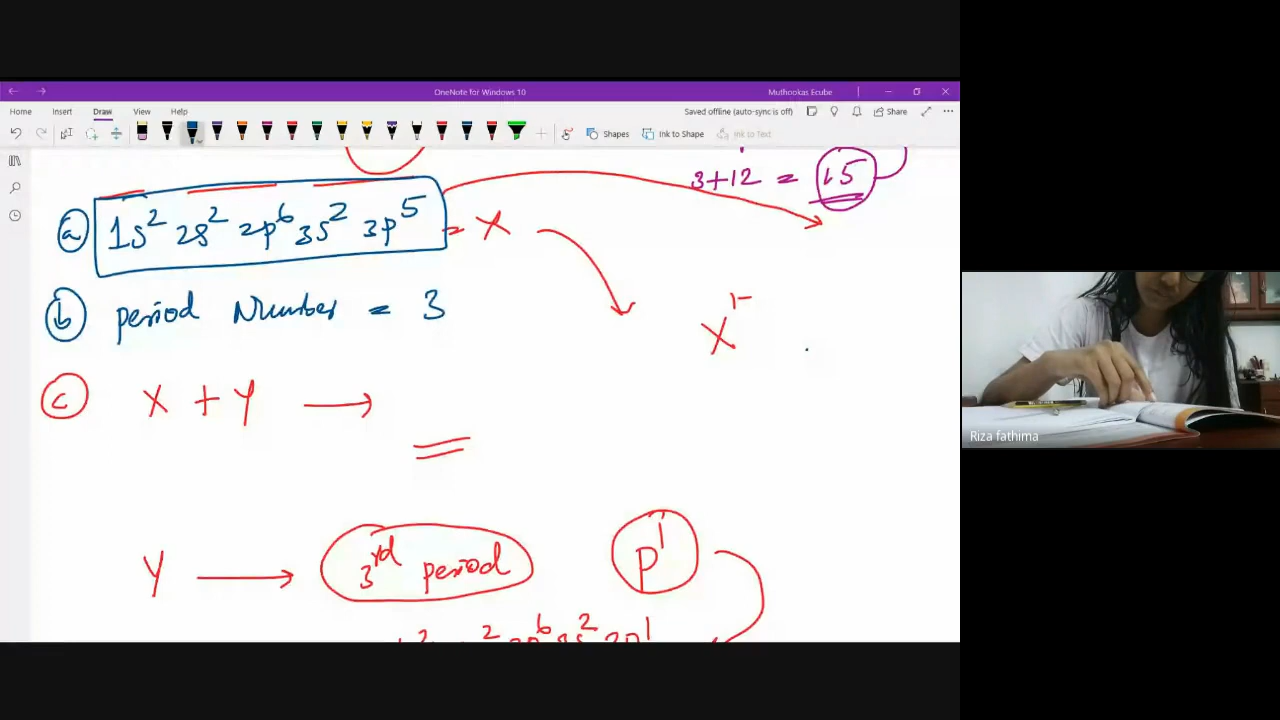 OneNote for Windows 10
Muthookas Ecube
Home Insert Draw View Help
Saved offline (auto-sync is off)
Share
Shapes
Ink to Shape
Ink to Text
3+12 = 15
a 1s² 2s² 2p⁶ 3s² 3p⁵ = X
b period Number = 3
X¹⁻
c X + Y →
=
Y → 3rd period p¹
Riza fathima